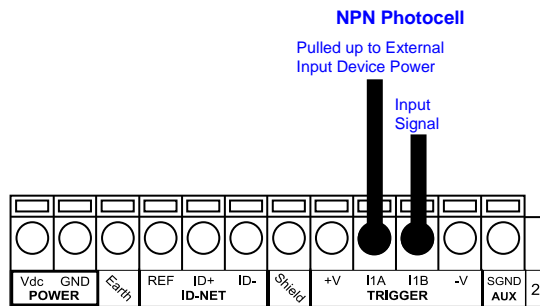 NPN Photocell
Pulled up to External
Input Device Power
Input
Signal
Vdc GND Earth REF ID+ ID- Shield +V I1A I1B -V SGND
POWER ID-NET TRIGGER AUX 2